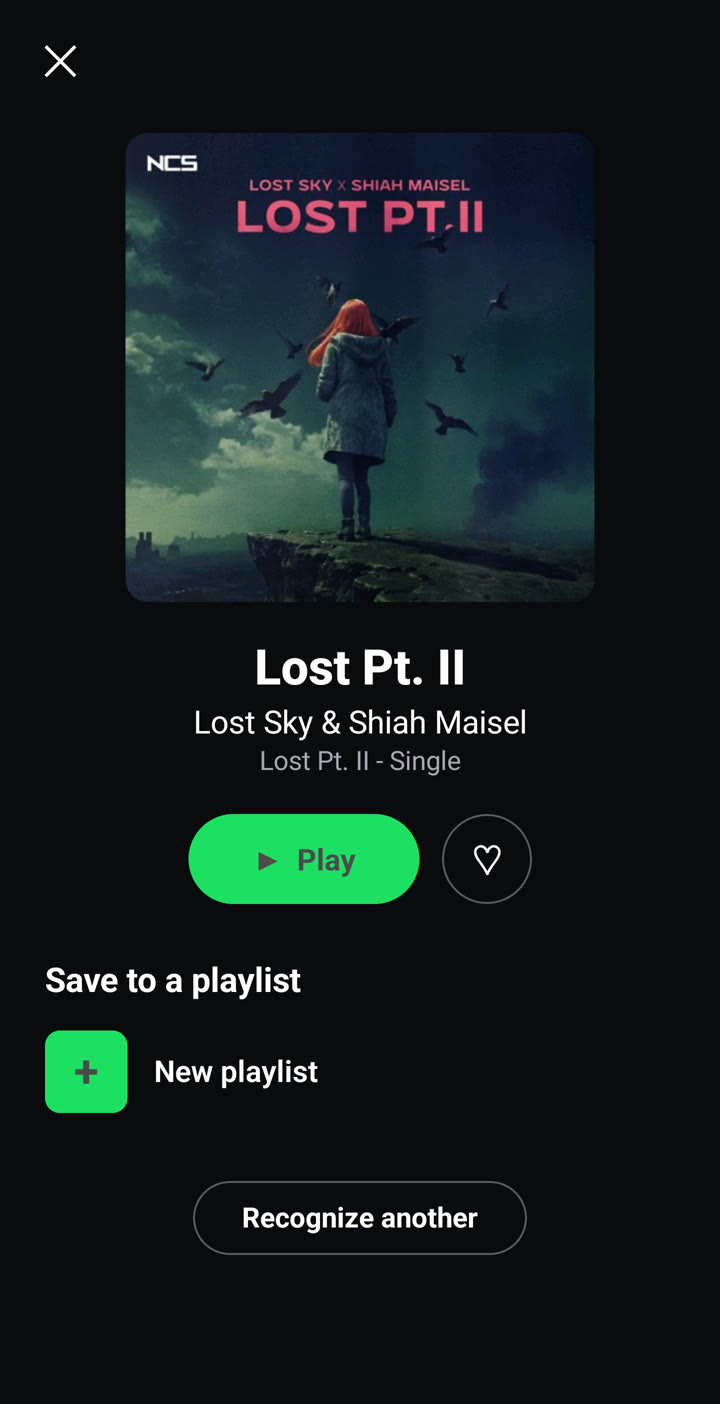 NCS
LOST SKY X SHIAH MAISEL
LOST PT.II
Lost Pt. II
Lost Sky & Shiah Maisel
Lost Pt. II - Single
Play
Save to a playlist
New playlist
Recognize another